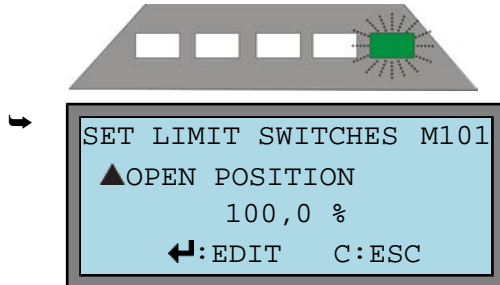 SET LIMIT SWITCHES M101
▲OPEN POSITION
100,0 %
↵:EDIT C:ESC